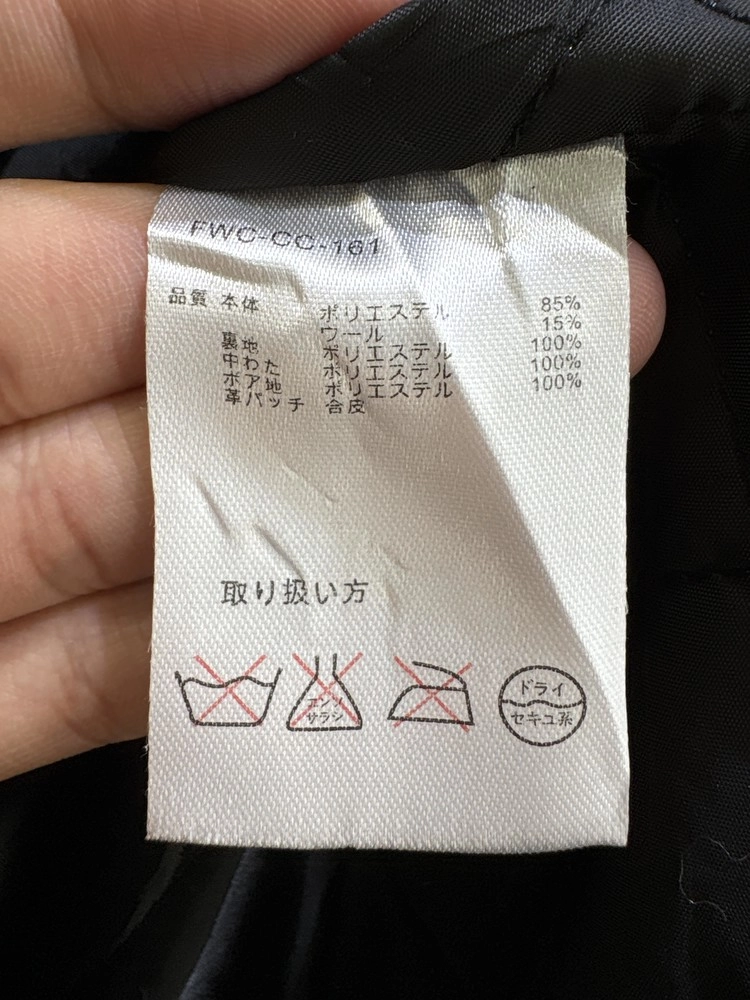 FWC-CC-161
品質 本体 ポリエステル 85%
ウール 15%
裏地 ポリエステル 100%
中わた ポリエステル 100%
ボア地 ポリエステル 100%
革パッチ 合皮
取り扱い方
エンソ
サラシ
ドライ
セキユ系